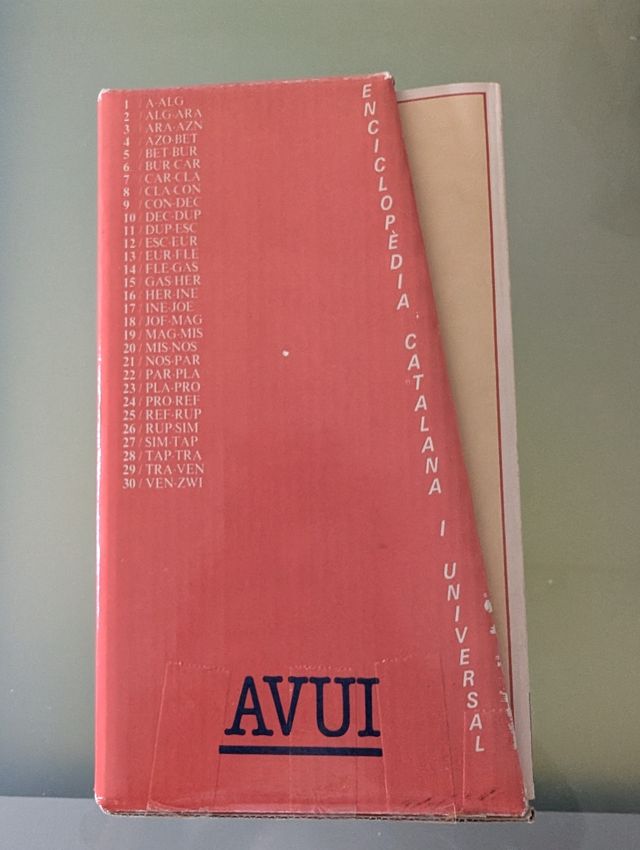 1 / A-ALG
2 / ALG-ARA
3 / ARA-AZN
4 / AZO-BET
5 / BET-BUR
6 / BUR-CAR
7 / CAR-CLA
8 / CLA-CON
9 / CON-DEC
10 / DEC-DUP
11 / DUP-ESC
12 / ESC-EUR
13 / EUR-FLE
14 / FLE-GAS
15 / GAS-HER
16 / HER-INE
17 / INE-JOE
18 / JOF-MAG
19 / MAG-MIS
20 / MIS-NOS
21 / NOS-PAR
22 / PAR-PLA
23 / PLA-PRO
24 / PRO-REF
25 / REF-RUP
26 / RUP-SIM
27 / SIM-TAP
28 / TAP-TRA
29 / TRA-VEN
30 / VEN-ZWI
ENCICLOPÈDIA CATALANA I UNIVERSAL
AVUI